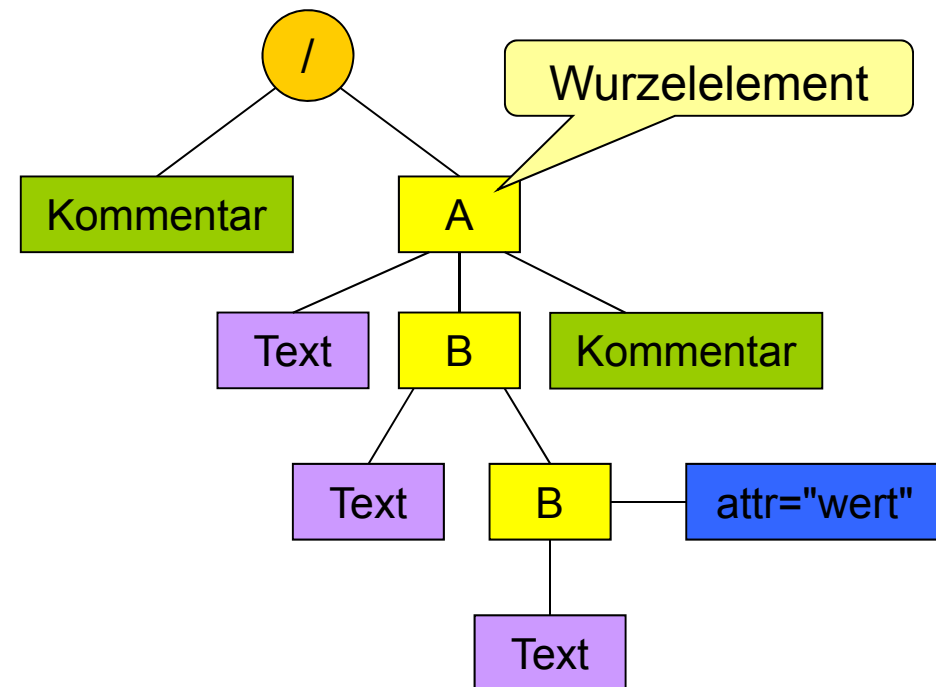 /
Wurzelelement
Kommentar
A
Text
B
Kommentar
Text
B
attr="wert"
Text